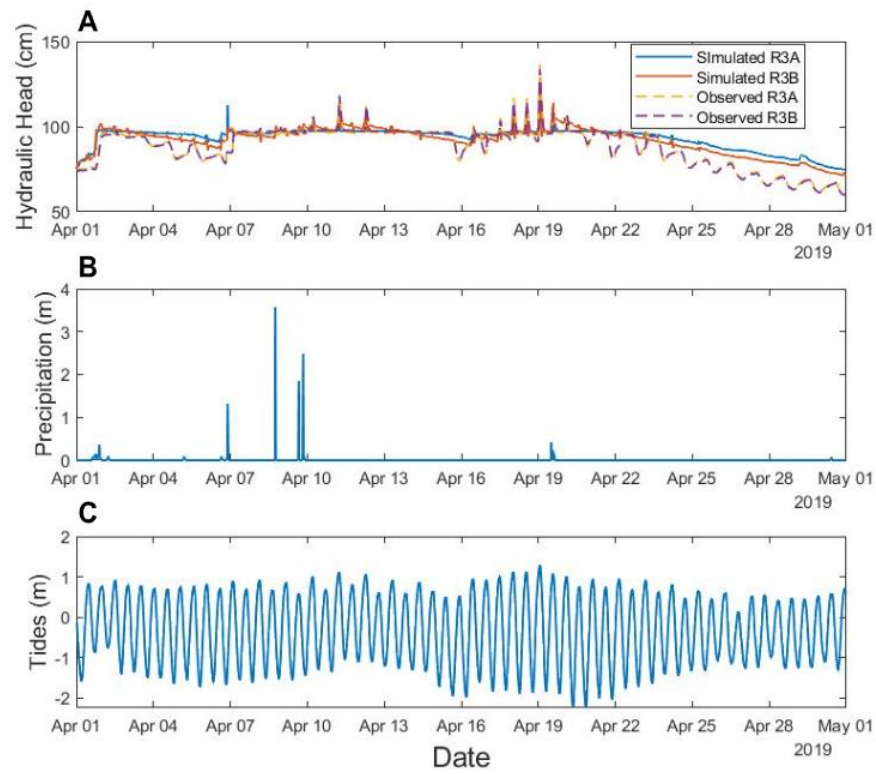 A
Hydraulic Head (cm)
150
100
50
SImulated R3A
Simulated R3B
Observed R3A
Observed R3B
Apr 01 Apr 04 Apr 07 Apr 10 Apr 13 Apr 16 Apr 19 Apr 22 Apr 25 Apr 28 May 01
2019
B
Precipitation (m)
4
3
2
1
0
Apr 01 Apr 04 Apr 07 Apr 10 Apr 13 Apr 16 Apr 19 Apr 22 Apr 25 Apr 28 May 01
2019
C
Tides (m)
2
1
0
-1
-2
Apr 01 Apr 04 Apr 07 Apr 10 Apr 13 Apr 16 Apr 19 Apr 22 Apr 25 Apr 28 May 01
2019
Date